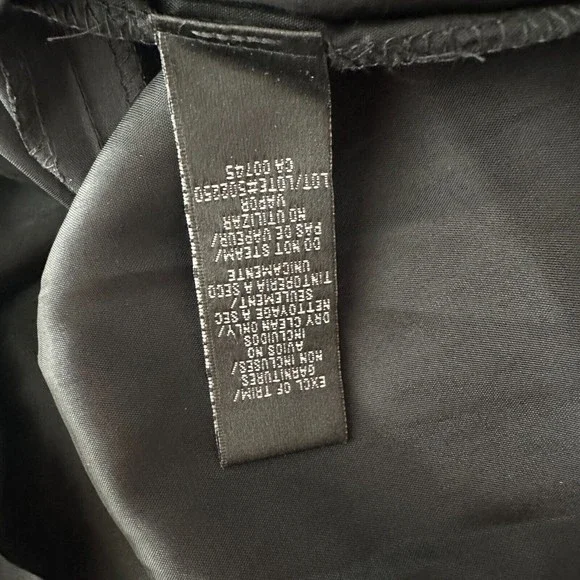 EXCL OF TRIM/
GARNITURES
NON INCLUSES/
AVIOS NO
INCLUIDOS
DRY CLEAN ONLY/
NETTOYAGE A SEC
SEULEMENT/
TINTORERIA A SECO
UNICAMENTE
DO NOT STEAM/
PAS DE VAPEUR/
NO UTILIZAR
VAPOR
LOT/LOTE#502650
CA 00745